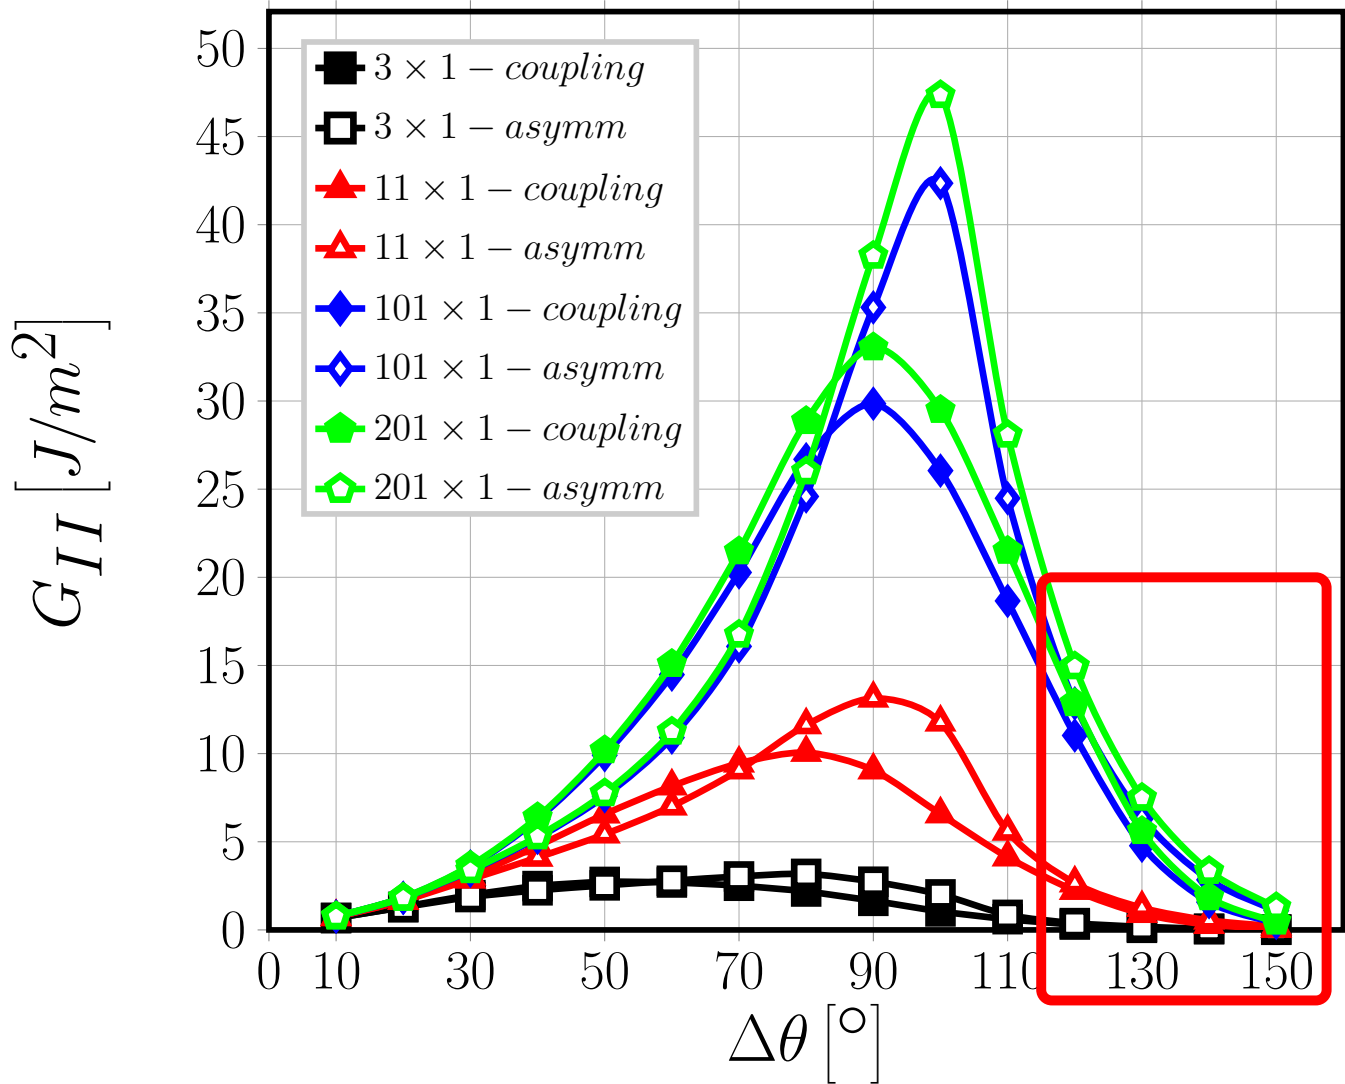 50
45
40
35
30
25
20
15
10
5
0
G_{II} [J/m^2]
3 × 1 − coupling
3 × 1 − asymm
11 × 1 − coupling
11 × 1 − asymm
101 × 1 − coupling
101 × 1 − asymm
201 × 1 − coupling
201 × 1 − asymm
0 10 30 50 70 90 110 130 150
Δθ [°]